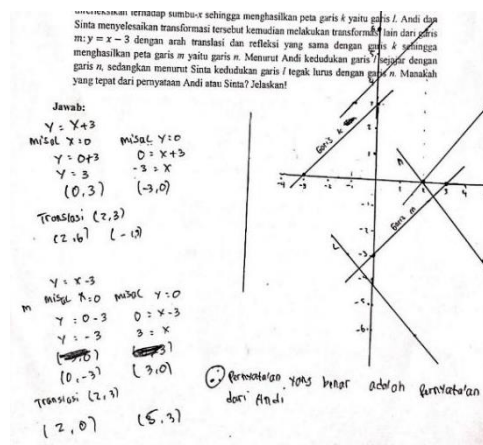 direfleksikan terhadap sumbu-x sehingga menghasilkan peta garis k yaitu garis l. Andi dan
Sinta menyelesaikan transformasi tersebut kemudian melakukan transformasi lain dari garis
m: y = x − 3 dengan arah translasi dan refleksi yang sama dengan garis k sehingga
menghasilkan peta garis m yaitu garis n. Menurut Andi kedudukan garis l sejajar dengan
garis n, sedangkan menurut Sinta kedudukan garis l tegak lurus dengan garis n. Manakah
yang tepat dari pernyataan Andi atau Sinta? Jelaskan!
Jawab:
y = x+3
misal x=0 misal y=0
y = 0+3 0 = x+3
y = 3 -3 = x
(0,3) (-3,0)
Translasi (2,3)
(2,6)
y = x-3
m misal x=0 misal y=0
y = 0-3 0 = x-3
y = -3 3 = x
(0,-3) (3,0)
Translasi (2,3)
(2,0) (5,3)
Garis k
Garis m
-4 -3 -2 -1 1 2 3 4
-3
-5
-6
Pernyataan yang benar adalah Pernyataan
dari Andi